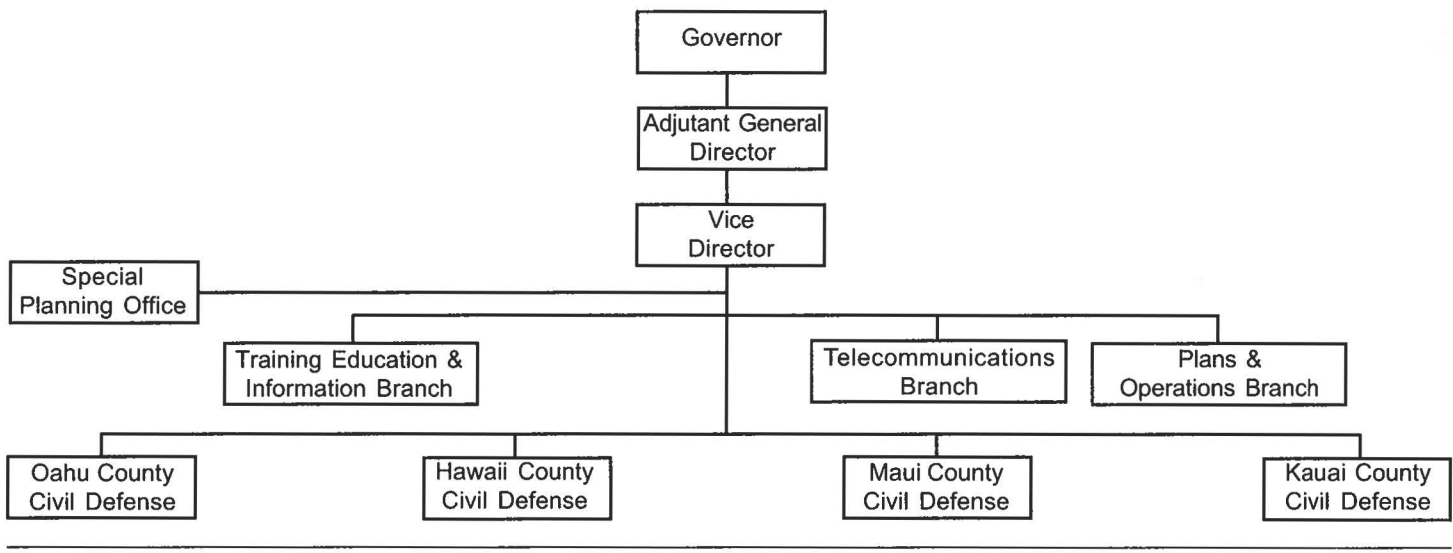 Governor
Adjutant General
Director
Vice
Director
Special
Planning Office
Training Education &
Information Branch
Telecommunications
Branch
Plans &
Operations Branch
Oahu County
Civil Defense
Hawaii County
Civil Defense
Maui County
Civil Defense
Kauai County
Civil Defense